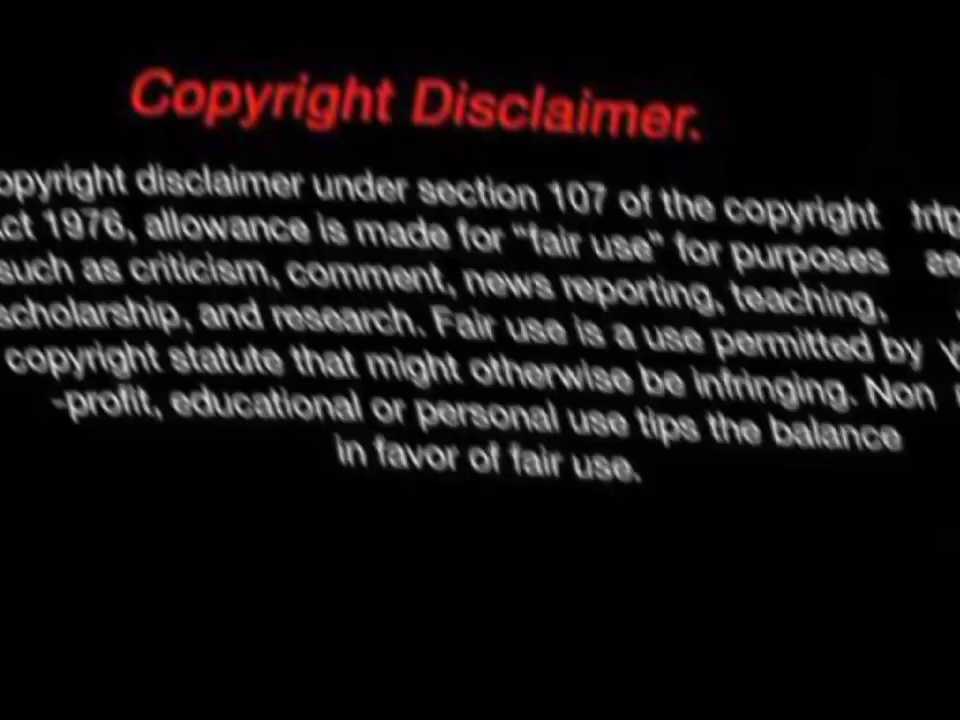 Copyright Disclaimer.
opyright disclaimer under section 107 of the copyright
ct 1976, allowance is made for "fair use" for purposes
such as criticism, comment, news reporting, teaching,
scholarship, and research. Fair use is a use permitted by
copyright statute that might otherwise be infringing. Non
-profit, educational or personal use tips the balance
in favor of fair use.